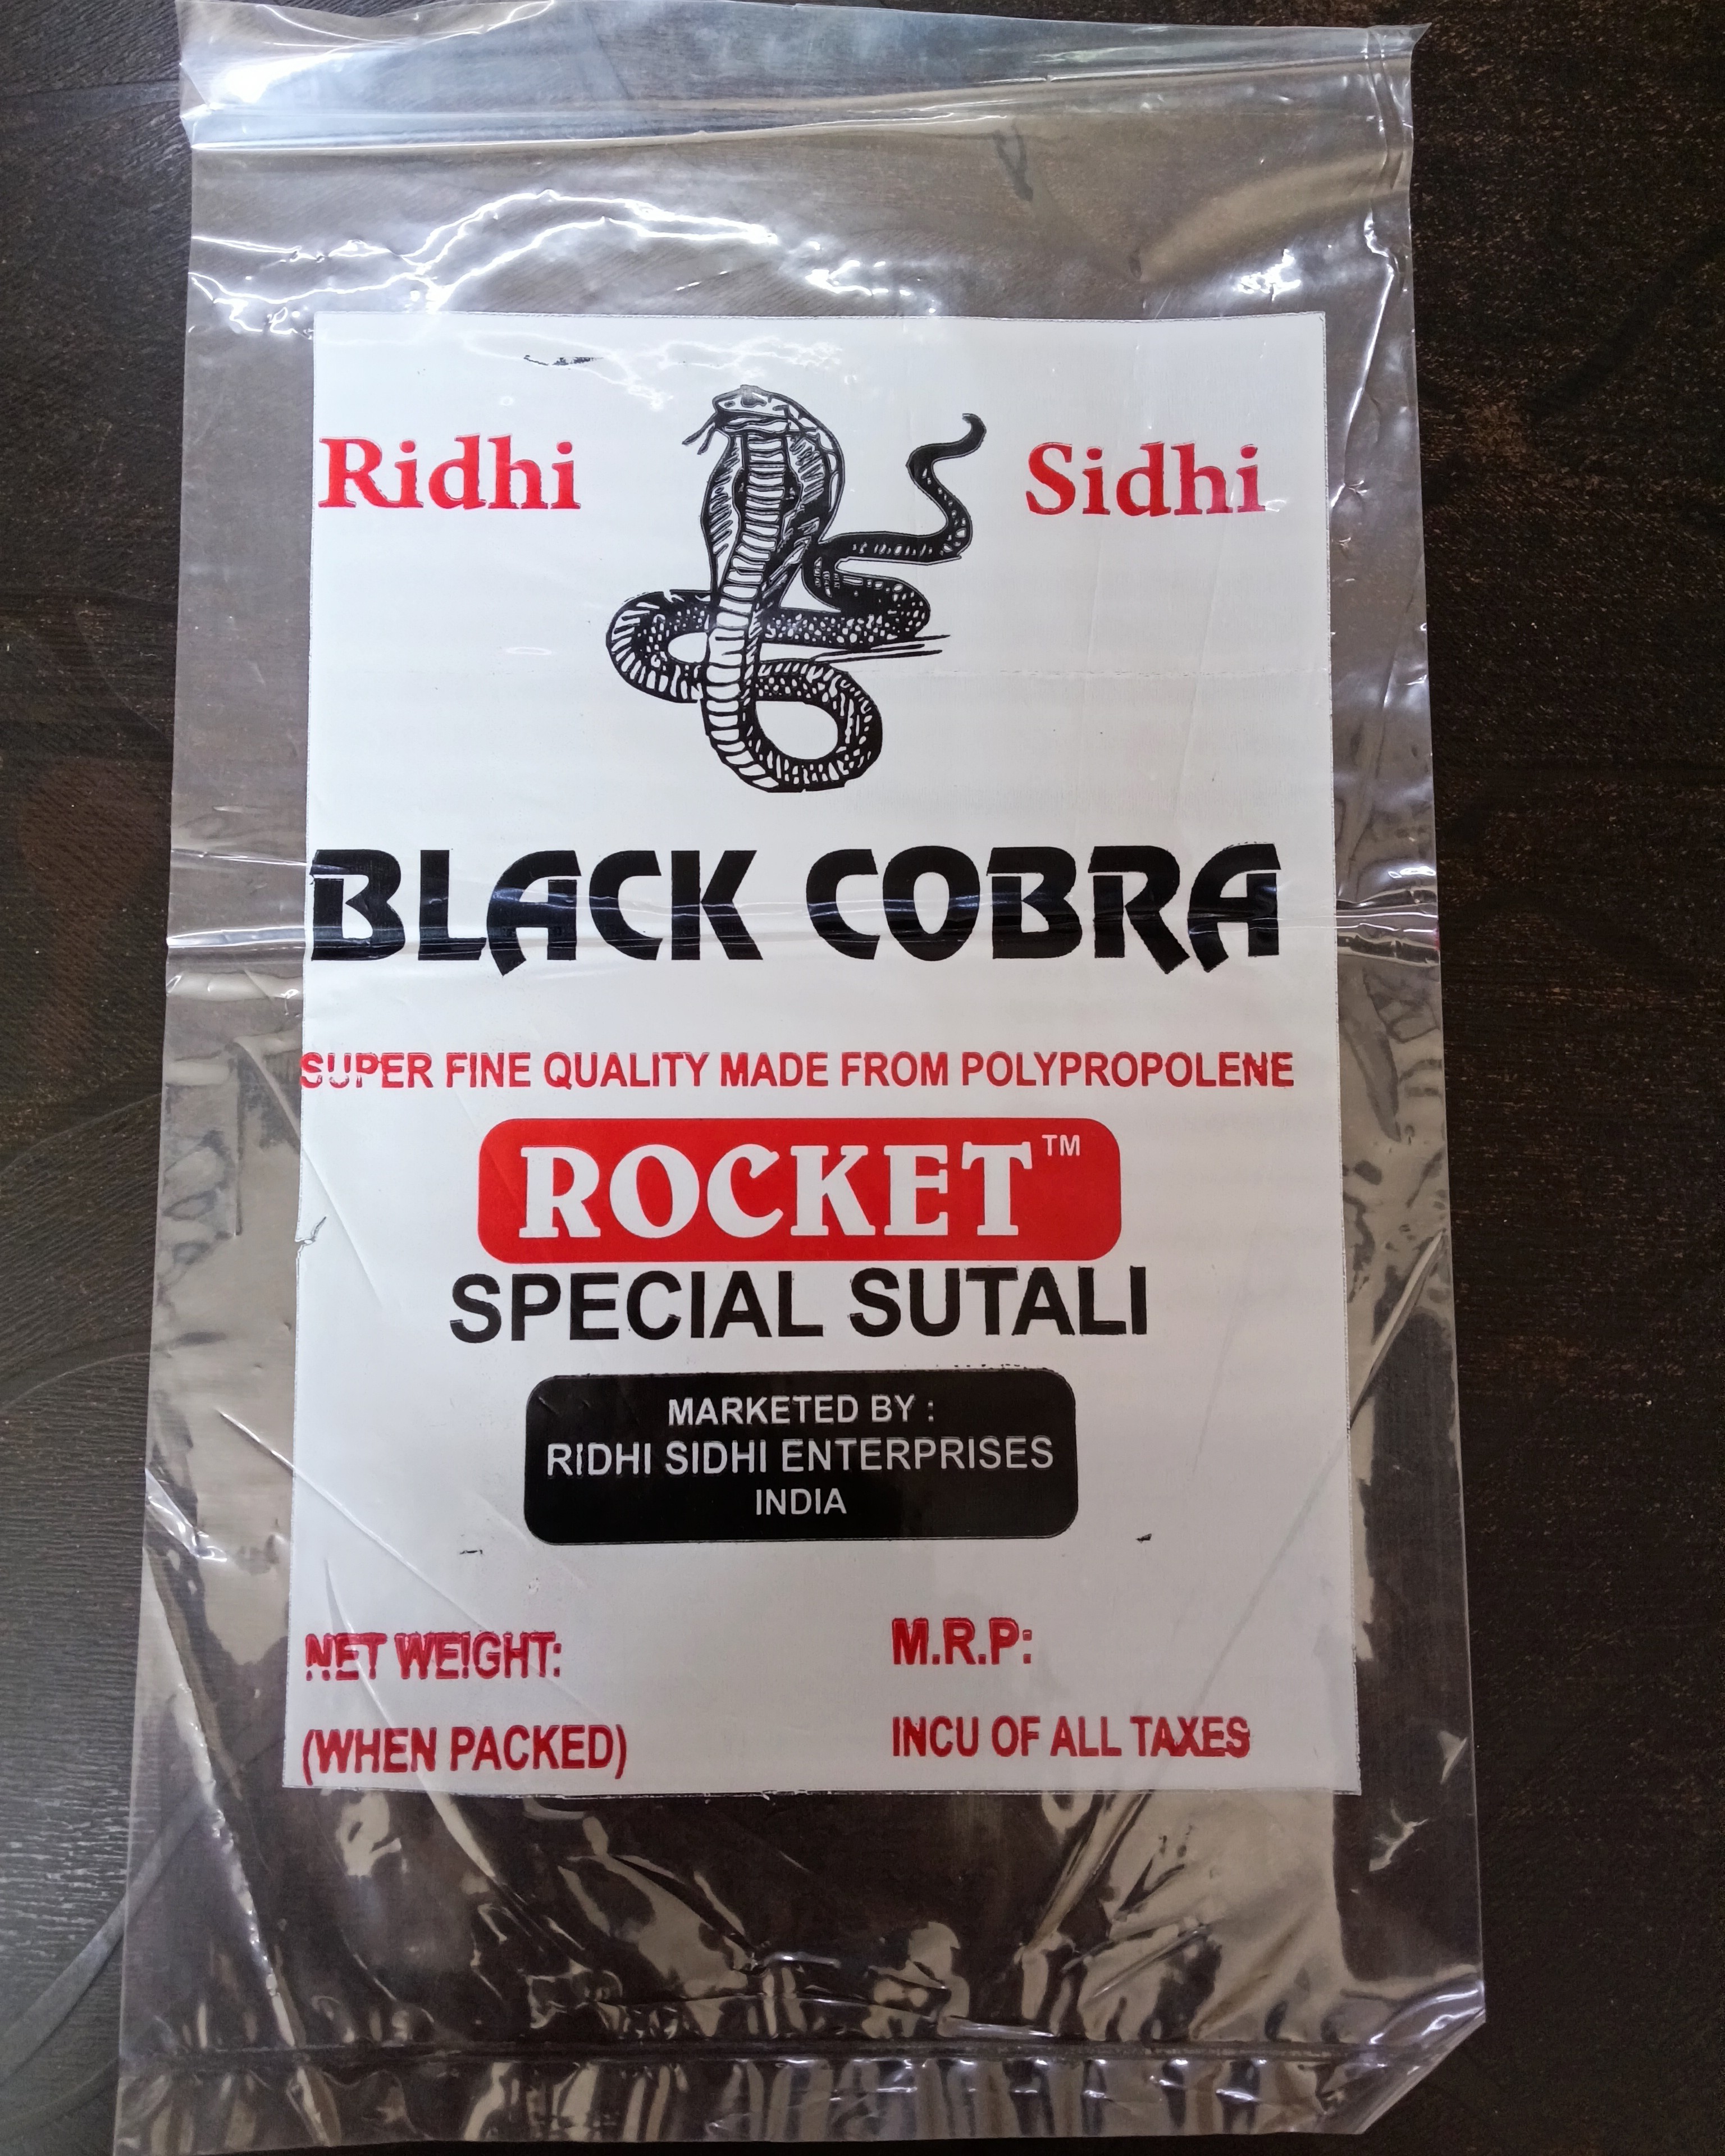 Ridhi Sidhi
BLACK COBRA
SUPER FINE QUALITY MADE FROM POLYPROPOLENE
ROCKET™
SPECIAL SUTALI
MARKETED BY :
RIDHI SIDHI ENTERPRISES
INDIA
NET WEIGHT: M.R.P:
(WHEN PACKED) INCU OF ALL TAXES